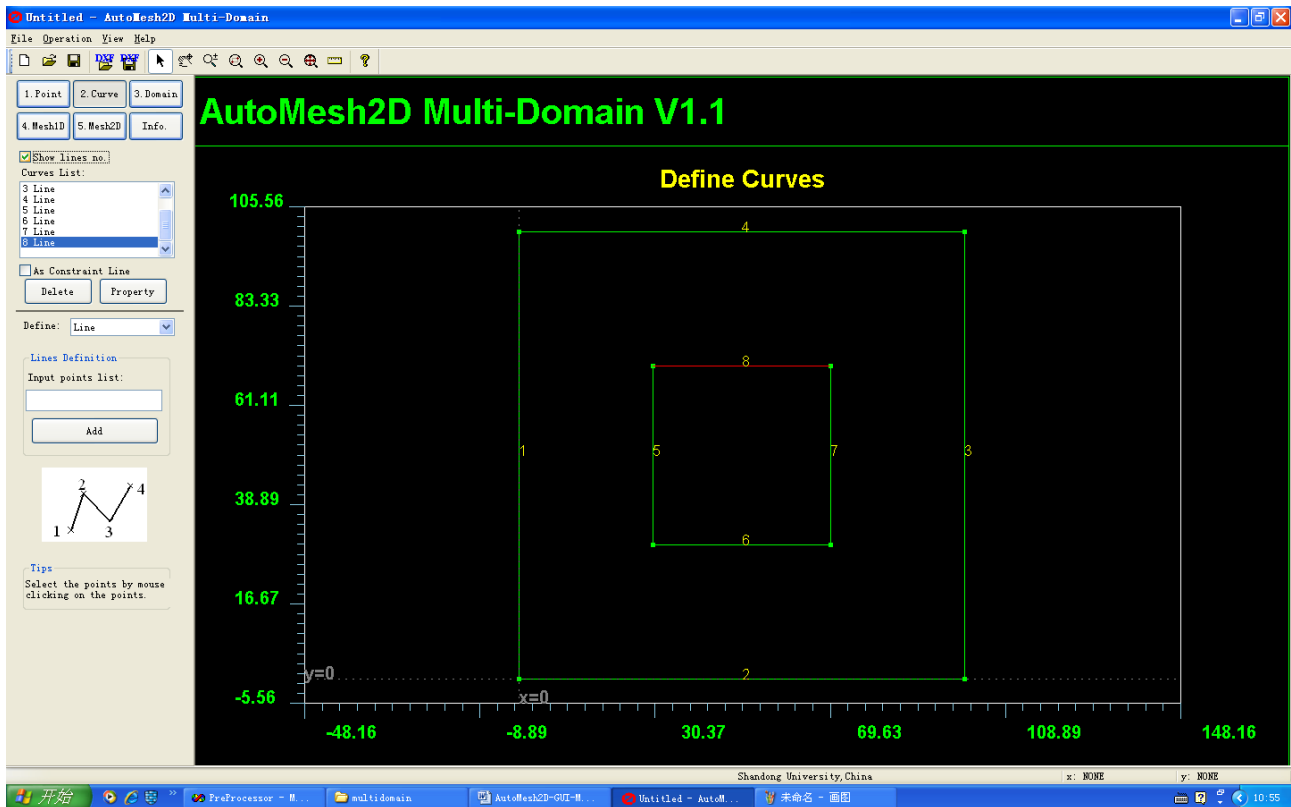 Untitled - AutoMesh2D Multi-Domain
File Operation View Help
DXF DXF
1.Point 2.Curve 3.Domain
4.Mesh1D 5.Mesh2D Info.
AutoMesh2D Multi-Domain V1.1
Show lines no.
Curves List:
3 Line
4 Line
5 Line
6 Line
7 Line
8 Line
As Constraint Line
Delete Property
Define: Line
Lines Definition
Input points list:
Add
2 4
1 3
Tips
Select the points by mouse
clicking on the points.
Define Curves
105.56
4
83.33
8
61.11
1 5 7 3
38.89
6
16.67
y=0
2
-5.56
x=0
-48.16 -8.89 30.37 69.63 108.89 148.16
Shandong University,China x: NONE y: NONE
开始 PreProcessor - M... multidomain AutoMesh2D-GUI-M... Untitled - AutoM... 未命名 - 画图 10:55